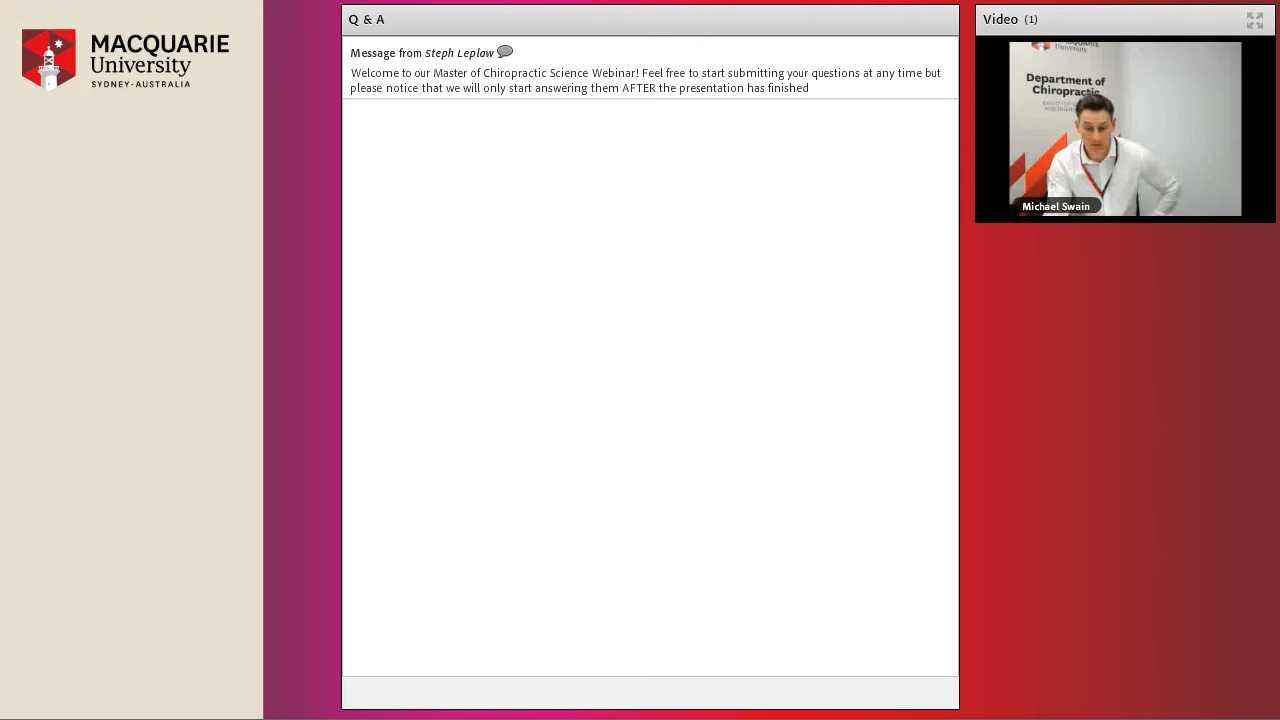 MACQUARIE
University
SYDNEY·AUSTRALIA
Q & A
Message from Steph Leplaw
Welcome to our Master of Chiropractic Science Webinar! Feel free to start submitting your questions at any time but
please notice that we will only start answering them AFTER the presentation has finished
Video (1)
Department of
Chiropractic
Michael Swain